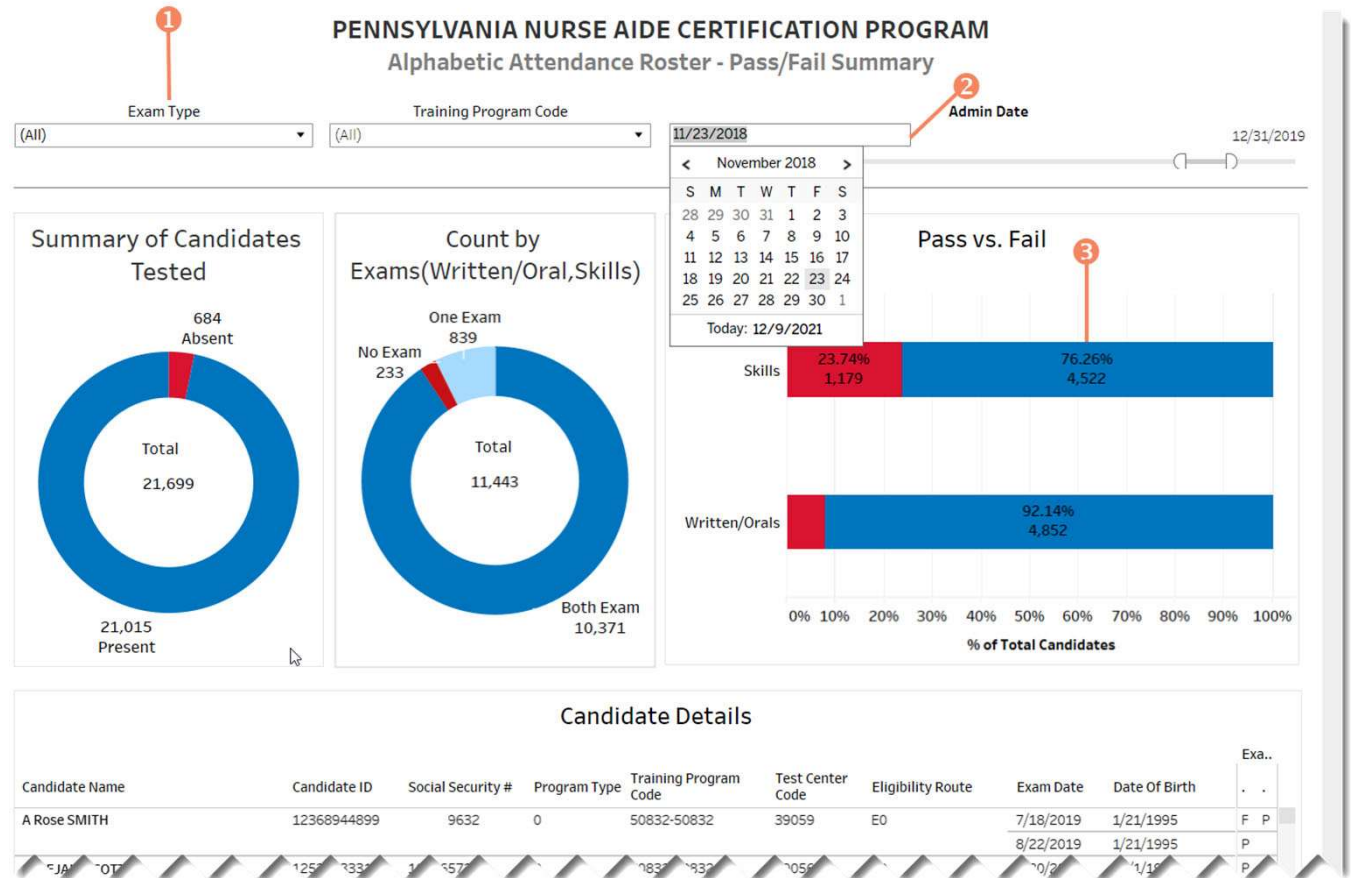 1
PENNSYLVANIA NURSE AIDE CERTIFICATION PROGRAM
Alphabetic Attendance Roster - Pass/Fail Summary
2
Exam Type
Training Program Code
Admin Date
(All)
(All)
11/23/2018
12/31/2019
< November 2018 >
S M T W T F S
28 29 30 31 1 2 3
4 5 6 7 8 9 10
11 12 13 14 15 16 17
18 19 20 21 22 23 24
25 26 27 28 29 30 1
Today: 12/9/2021
Summary of Candidates
Tested
684
Absent
Total
21,699
21,015
Present
Count by
Exams(Written/Oral,Skills)
One Exam
839
No Exam
233
Total
11,443
Both Exam
10,371
Pass vs. Fail
3
Skills
23.74%
1,179
76.26%
4,522
Written/Orals
92.14%
4,852
0% 10% 20% 30% 40% 50% 60% 70% 80% 90% 100%
% of Total Candidates
Candidate Details
Exa..
Candidate Name Candidate ID Social Security # Program Type Training Program Code Test Center Code Eligibility Route Exam Date Date Of Birth . .
A Rose SMITH 12368944899 9632 0 50832-50832 39059 E0 7/18/2019 1/21/1995 F P
8/22/2019 1/21/1995 P